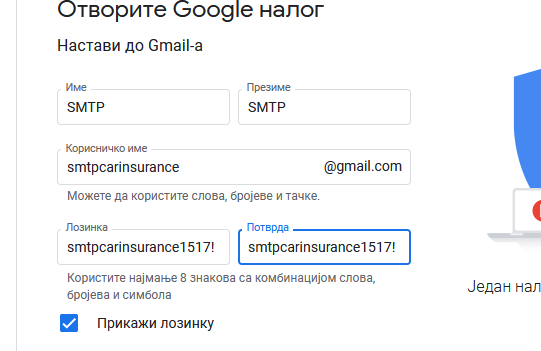 Отворите Google налог
Настави до Gmail-а
Име
Презиме
SMTP
SMTP
Корисничко име
smtpcarinsurance
@gmail.com
Можете да користите слова, бројеве и тачке.
Лозинка
Потврда
smtpcarinsurance1517!
smtpcarinsurance1517!
Користите најмање 8 знакова са комбинацијом слова,
бројева и симбола
Прикажи лозинку
Један нал